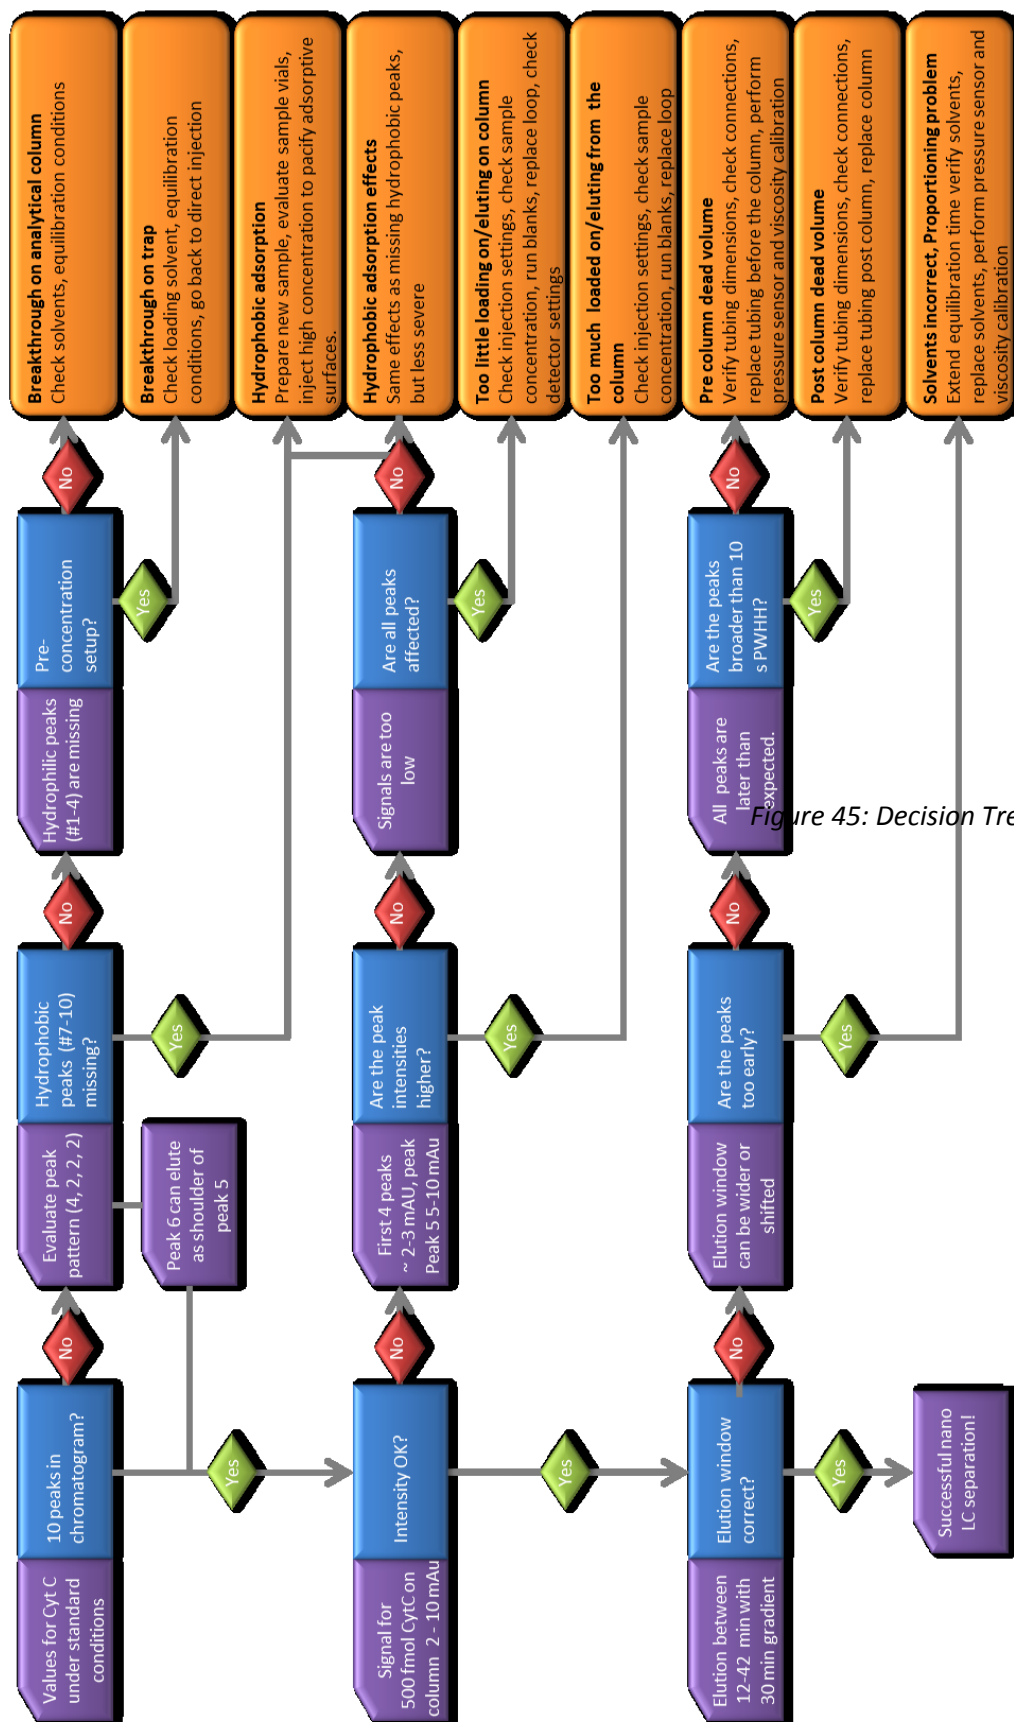 Values for Cyt C
under standard
conditions
10 peaks in
chromatogram?
No
Yes
Evaluate peak
pattern (4, 2, 2, 2)
Peak 6 can elute
as shoulder of
peak 5
Hydrophobic
peaks (#7-10)
missing?
No
Yes
Hydrophilic peaks
(#1-4) are missing
Pre-
concentration
setup?
No
Yes
Breakthrough on analytical column
Check solvents, equilibration conditions
Breakthrough on trap
Check loading solvent, equilibration
conditions, go back to direct injection
Hydrophobic adsorption
Prepare new sample, evaluate sample vials,
inject high concentration to pacify adsorptive
surfaces.
Signal for
500 fmol CytC on
column 2 - 10 mAu
Intensity OK?
No
Yes
First 4 peaks
~ 2-3 mAU, peak
Peak 5 5-10 mAu
Are the peak
intensities
higher?
No
Yes
Signals are too
low
Are all peaks
affected?
No
Yes
Hydrophobic adsorption effects
Same effects as missing hydrophobic peaks,
but less severe
Too little loading on/eluting on column
Check injection settings, check sample
concentration, run blanks, replace loop, check
detector settings
Too much loaded on/eluting from the
column
Check injection settings, check sample
concentration, run blanks, replace loop
Elution between
12-42 min with
30 min gradient
Elution window
correct?
No
Yes
Successful nano
LC separation!
Elution window
can be wider or
shifted
Are the peaks
too early?
No
Yes
All peaks are
later than
expected.
Are the peaks
broader than 10
s PWHH?
No
Yes
Pre column dead volume
Verify tubing dimensions, check connections,
replace tubing before the column, perform
pressure sensor and viscosity calibration
Post column dead volume
Verify tubing dimensions, check connections,
replace tubing post column, replace column
Solvents incorrect, Proportioning problem
Extend equilibration time verify solvents,
replace solvents, perform pressure sensor and
viscosity calibration
Figure 45: Decision Tre